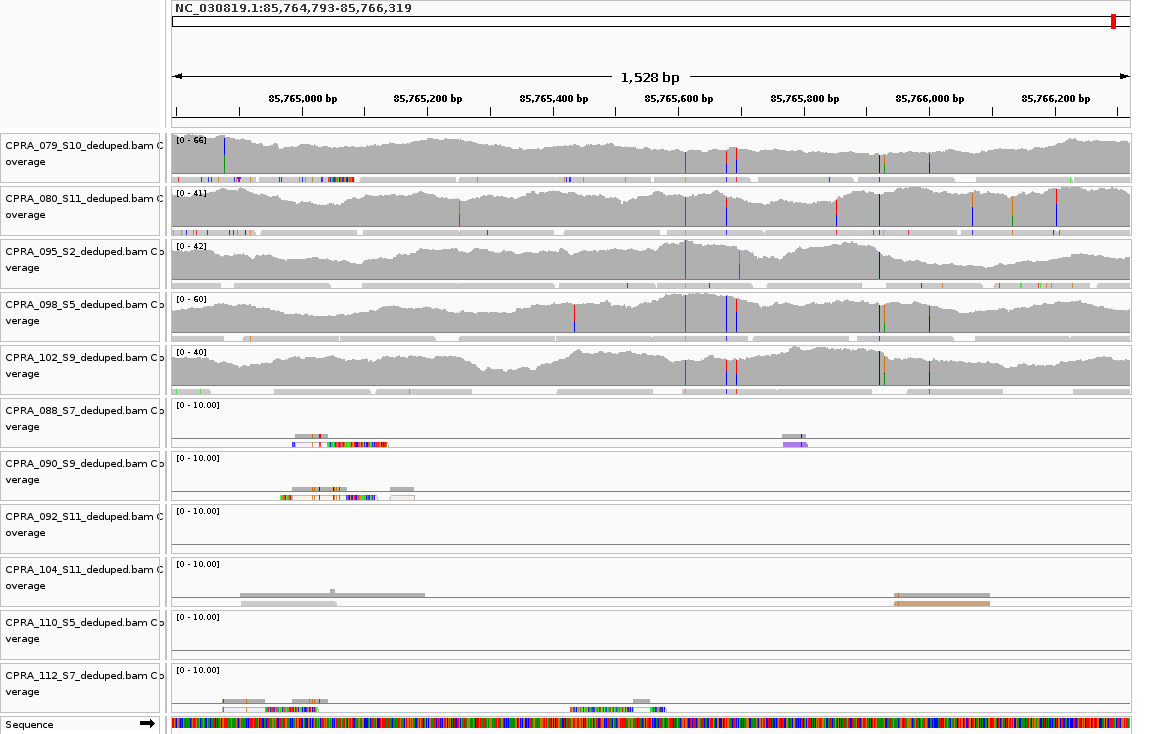 NC_030819.1:85,764,793-85,766,319
1,528 bp
85,765,000 bp 85,765,200 bp 85,765,400 bp 85,765,600 bp 85,765,800 bp 85,766,000 bp 85,766,200 bp
CPRA_079_S10_deduped.bam C
overage
[0 - 66]
CPRA_080_S11_deduped.bam C
overage
[0 - 41]
CPRA_095_S2_deduped.bam Co
verage
[0 - 42]
CPRA_098_S5_deduped.bam Co
verage
[0 - 60]
CPRA_102_S9_deduped.bam Co
verage
[0 - 40]
CPRA_088_S7_deduped.bam Co
verage
[0 - 10.00]
CPRA_090_S9_deduped.bam Co
verage
[0 - 10.00]
CPRA_092_S11_deduped.bam C
overage
[0 - 10.00]
CPRA_104_S11_deduped.bam C
overage
[0 - 10.00]
CPRA_110_S5_deduped.bam Co
verage
[0 - 10.00]
CPRA_112_S7_deduped.bam Co
verage
[0 - 10.00]
Sequence